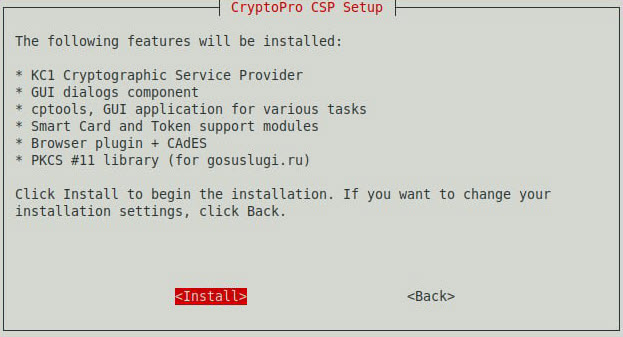 CryptoPro CSP Setup
The following features will be installed:
* KC1 Cryptographic Service Provider
* GUI dialogs component
* cptools, GUI application for various tasks
* Smart Card and Token support modules
* Browser plugin + CAdES
* PKCS #11 library (for gosuslugi.ru)
Click Install to begin the installation. If you want to change your
installation settings, click Back.
<Install> <Back>